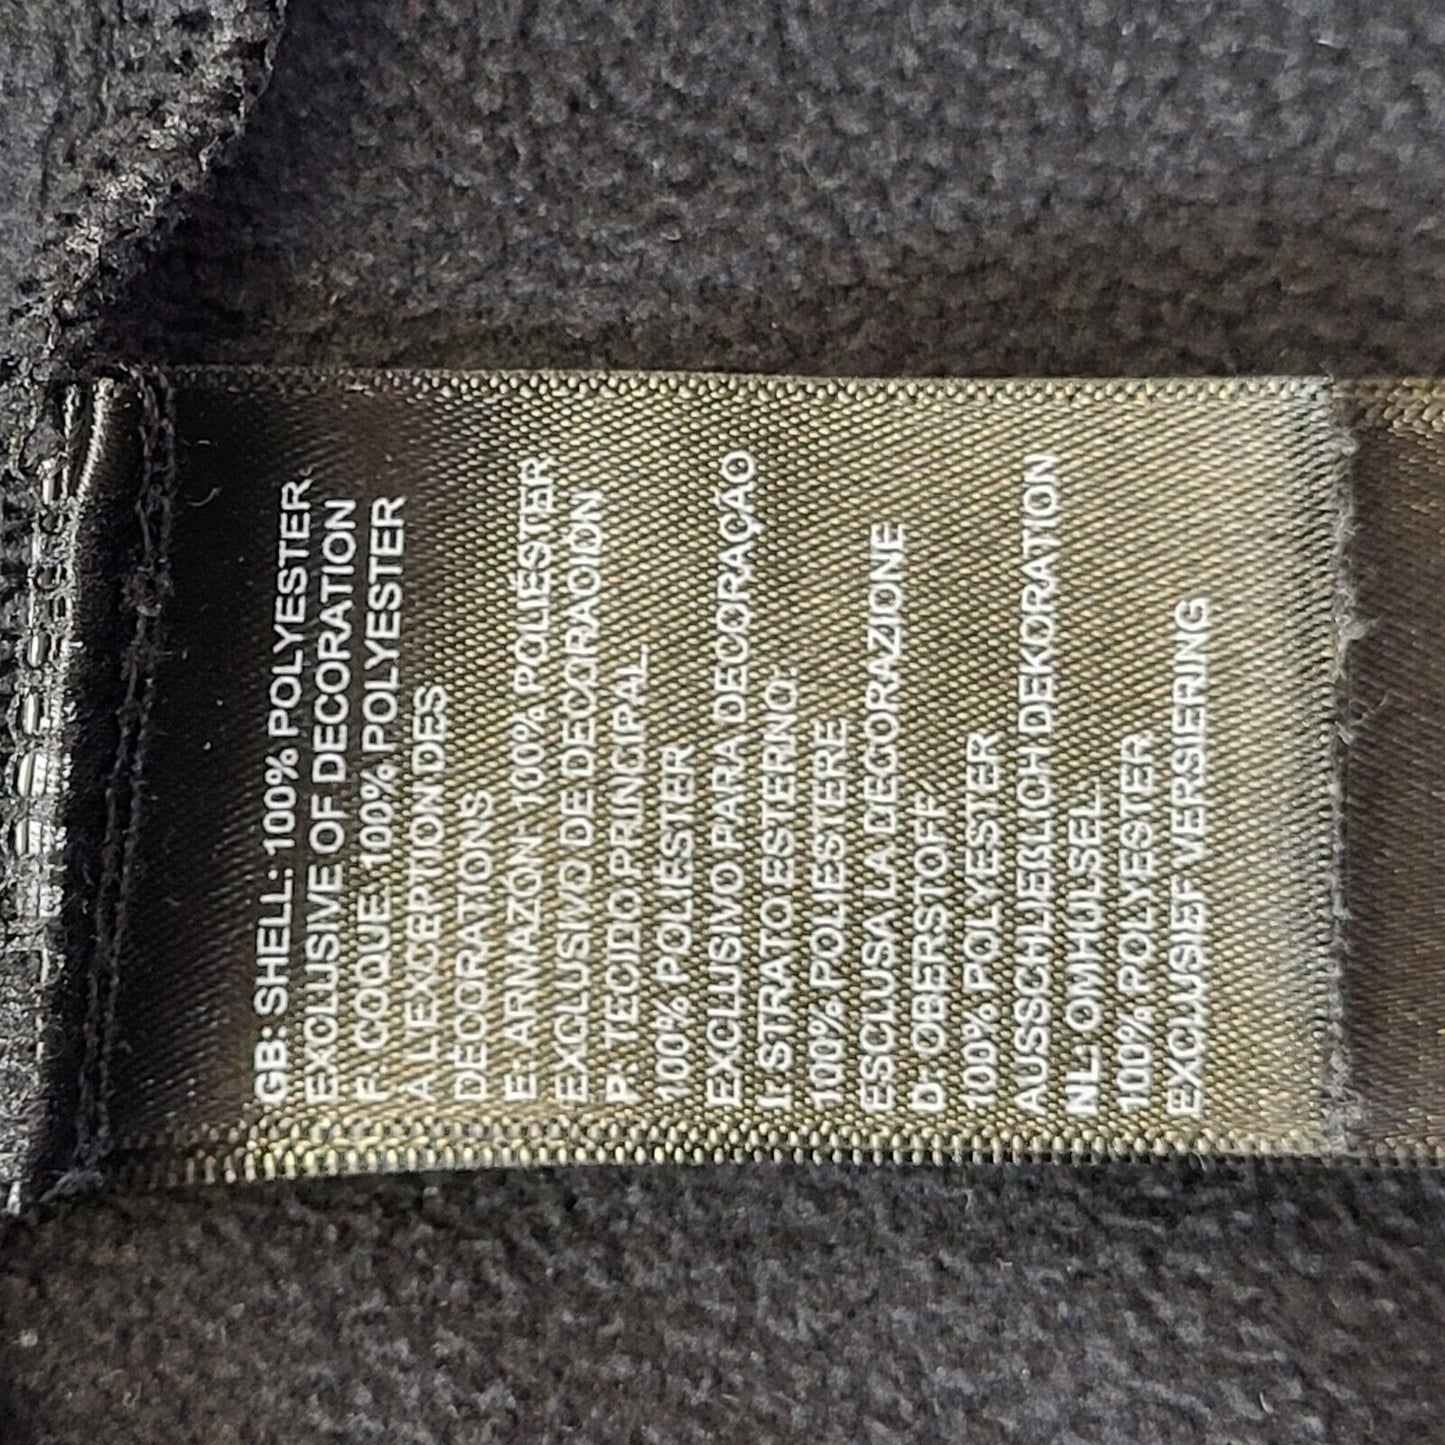 GB: SHELL: 100% POLYESTER,
EXCLUSIVE OF DECORATION
F: COQUE 100% POLYESTER
Á L'EXCEPTION DES
DÉCORATIONS
E: ARMAZÓN 100% POLIÉSTER
EXCLUSIVO DE DECORACIÓN
P: TECIDO PRINCIPAL
100% POLIESTER
EXCLUSIVO PARA DECORAÇÃO
I: STRATO ESTERNO:
100% POLIESTERE
ESCLUSA LA DECORAZIONE
D: OBERSTOFF
100% POLYESTER
AUSSCHLIEßLICH DEKORATION
NL: OMHULSEL
100% POLYESTER
EXCLUSIEF VERSIERING